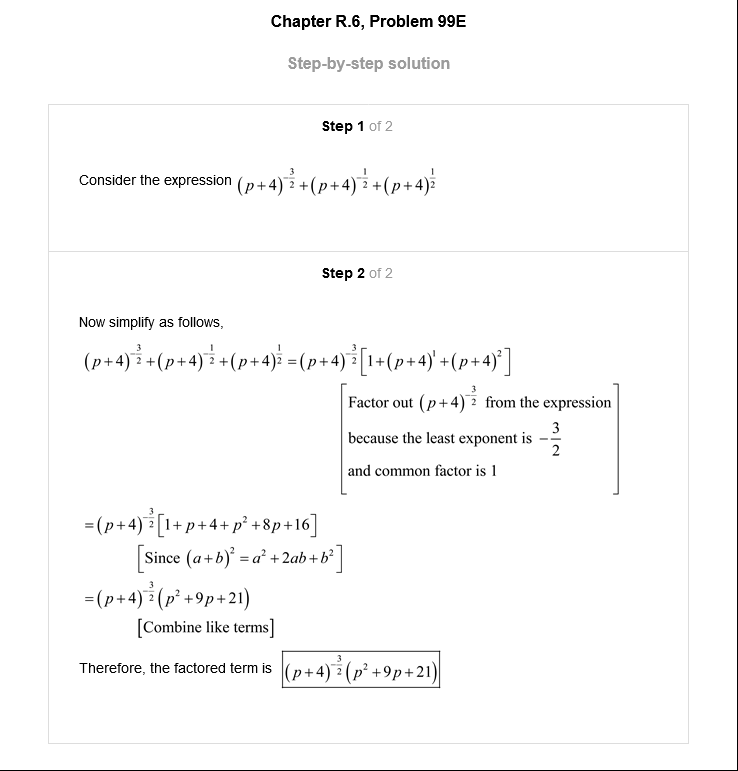 Chapter R.6, Problem 99E
Step-by-step solution
Step 1 of 2
Consider the expression (p+4)^{-\frac{3}{2}}+(p+4)^{-\frac{1}{2}}+(p+4)^{\frac{1}{2}}
Step 2 of 2
Now simplify as follows,
(p+4)^{-\frac{3}{2}}+(p+4)^{-\frac{1}{2}}+(p+4)^{\frac{1}{2}}=(p+4)^{-\frac{3}{2}}[1+(p+4)^{1}+(p+4)^{2}]
[Factor out (p+4)^{-\frac{3}{2}} from the expression
because the least exponent is -\frac{3}{2}
and common factor is 1]
=(p+4)^{-\frac{3}{2}}[1+p+4+p^{2}+8p+16]
[Since (a+b)^{2}=a^{2}+2ab+b^{2}]
=(p+4)^{-\frac{3}{2}}(p^{2}+9p+21)
[Combine like terms]
Therefore, the factored term is (p+4)^{-\frac{3}{2}}(p^{2}+9p+21)